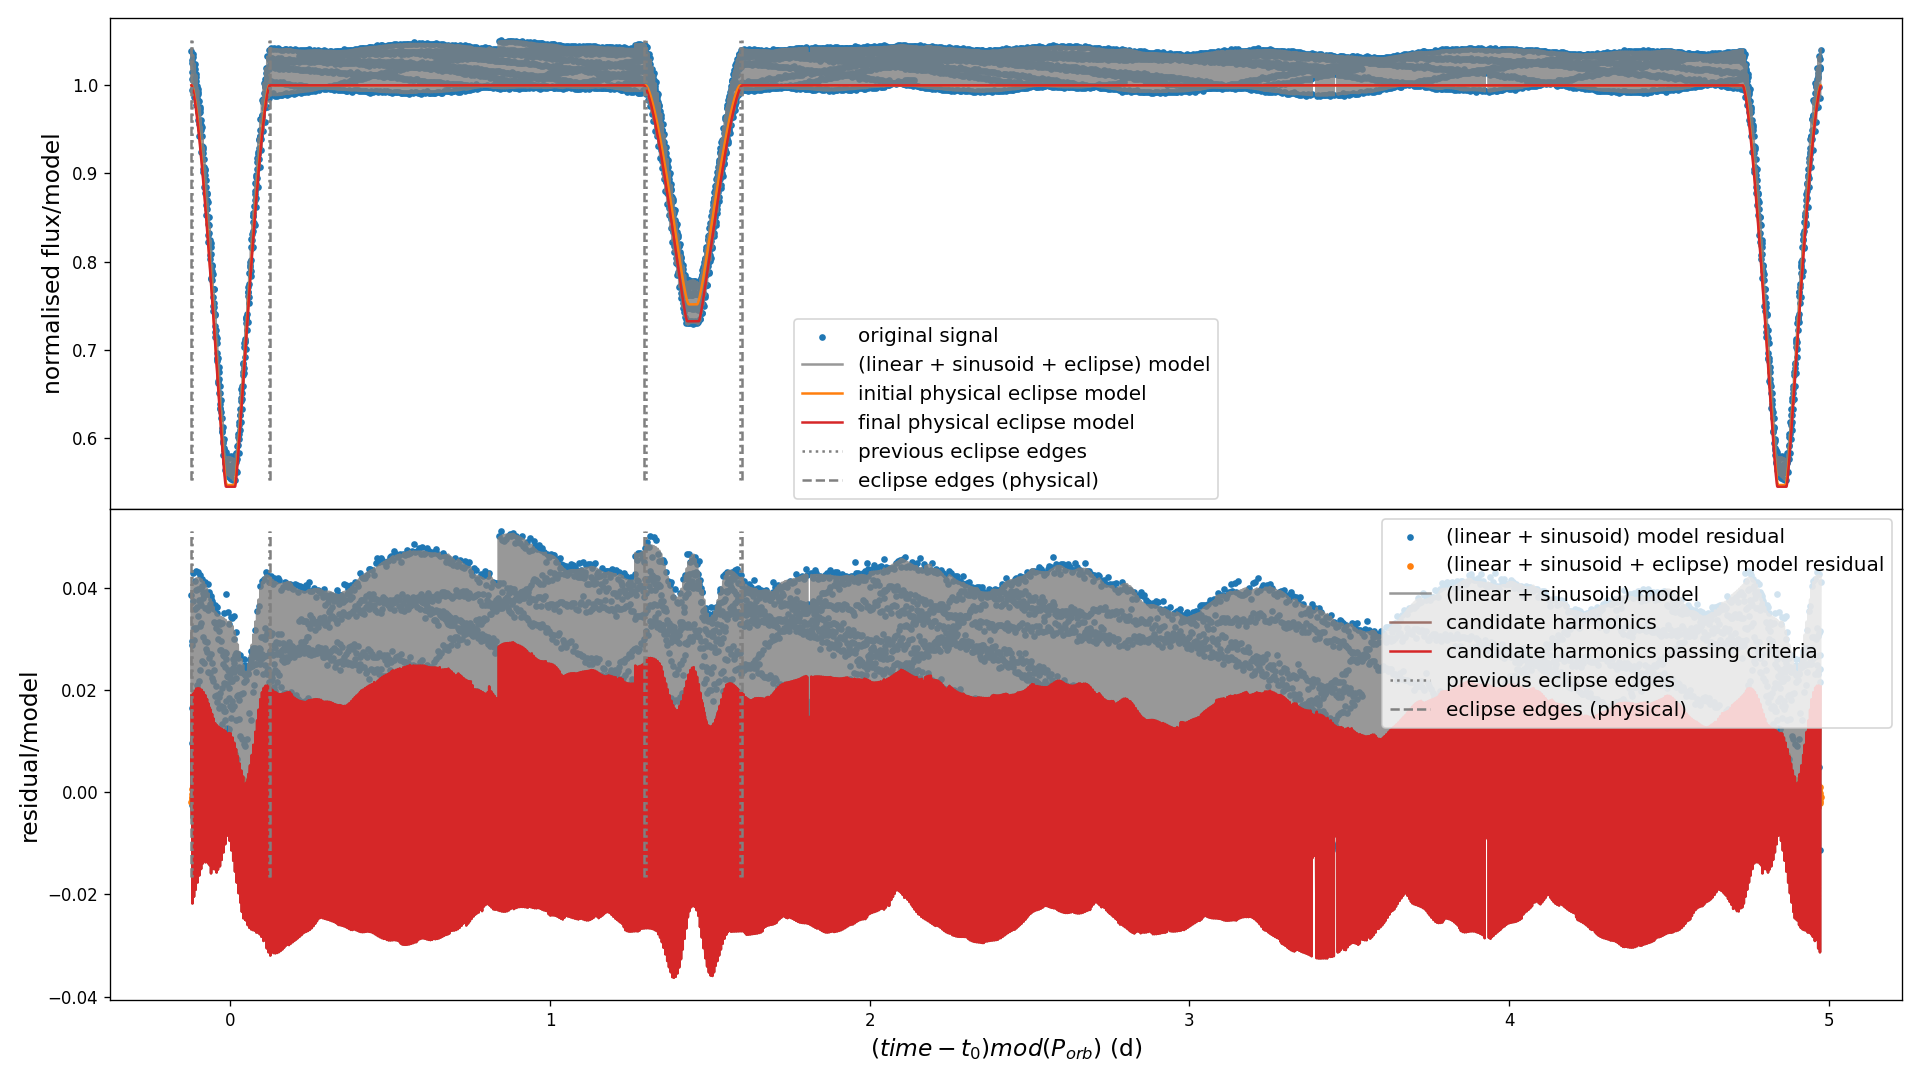 normalised flux/model
1.0
0.9
0.8
0.7
0.6
original signal
(linear + sinusoid + eclipse) model
initial physical eclipse model
final physical eclipse model
previous eclipse edges
eclipse edges (physical)
residual/model
0.04
0.02
0.00
−0.02
−0.04
(linear + sinusoid) model residual
(linear + sinusoid + eclipse) model residual
(linear + sinusoid) model
candidate harmonics
candidate harmonics passing criteria
previous eclipse edges
eclipse edges (physical)
0 1 2 3 4 5
(time − t₀)mod(Pₒᵣb) (d)